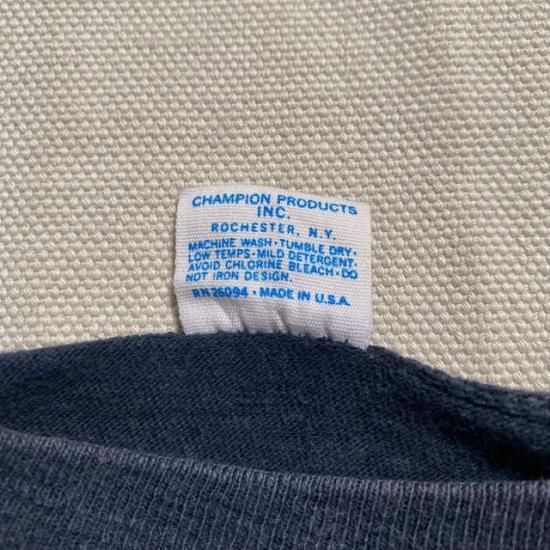 CHAMPION PRODUCTS
INC.
ROCHESTER, N.Y.
MACHINE WASH • TUMBLE DRY •
LOW TEMPS • MILD DETERGENT •
AVOID CHLORINE BLEACH • DO
NOT IRON DESIGN.
RN 26094 • MADE IN U.S.A.